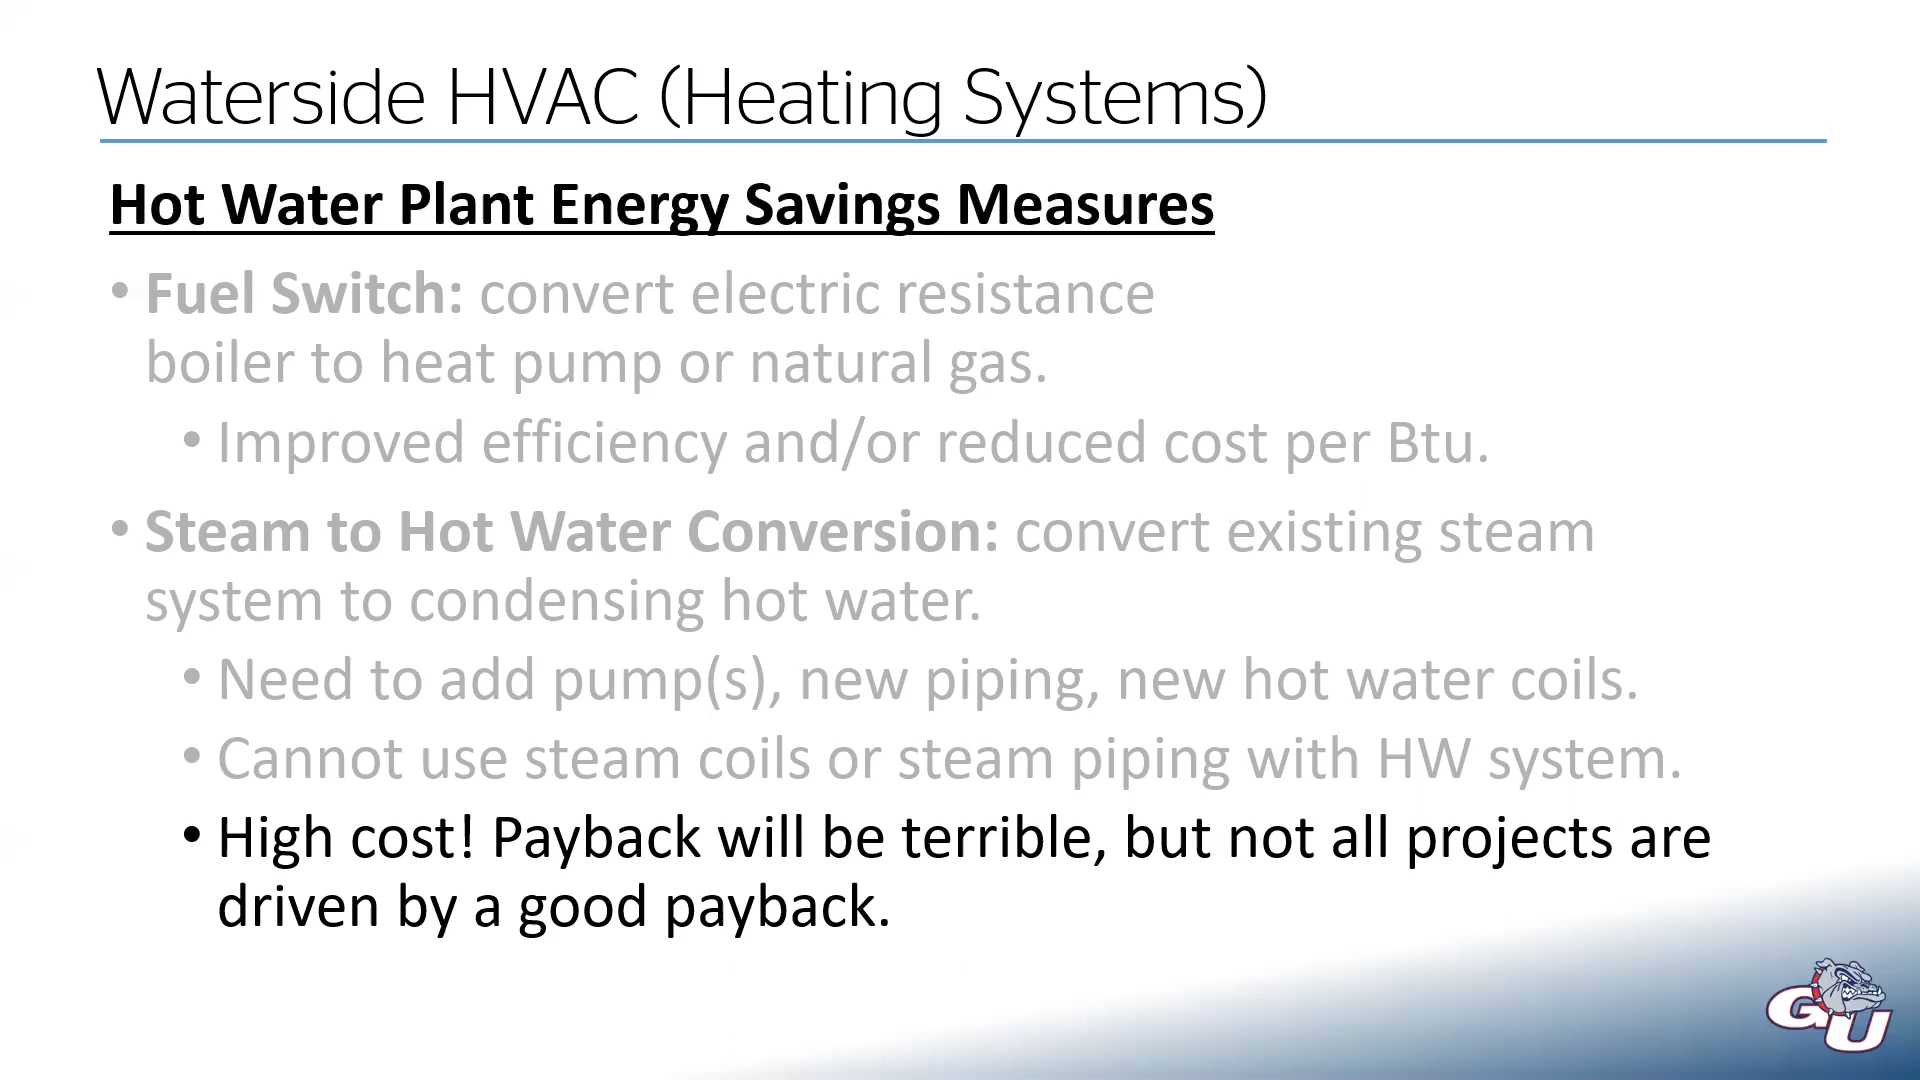 Waterside HVAC (Heating Systems)
Hot Water Plant Energy Savings Measures
• Fuel Switch: convert electric resistance
boiler to heat pump or natural gas.
• Improved efficiency and/or reduced cost per Btu.
• Steam to Hot Water Conversion: convert existing steam
system to condensing hot water.
• Need to add pump(s), new piping, new hot water coils.
• Cannot use steam coils or steam piping with HW system.
• High cost! Payback will be terrible, but not all projects are
driven by a good payback.
GU